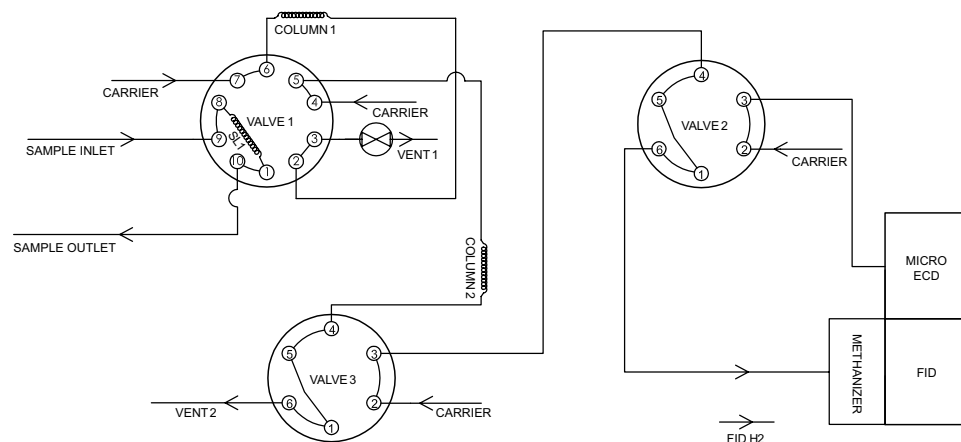 COLUMN 1
6
7
5
CARRIER
8
4
CARRIER
VALVE 1
SL1
9
3
SAMPLE INLET
VENT 1
10
1
2
SAMPLE OUTLET
4
5
3
VALVE 2
6
2
CARRIER
1
COLUMN 2
MICRO
ECD
4
5
3
VALVE 3
6
2
VENT 2
CARRIER
1
METHANIZER
FID
FID H2